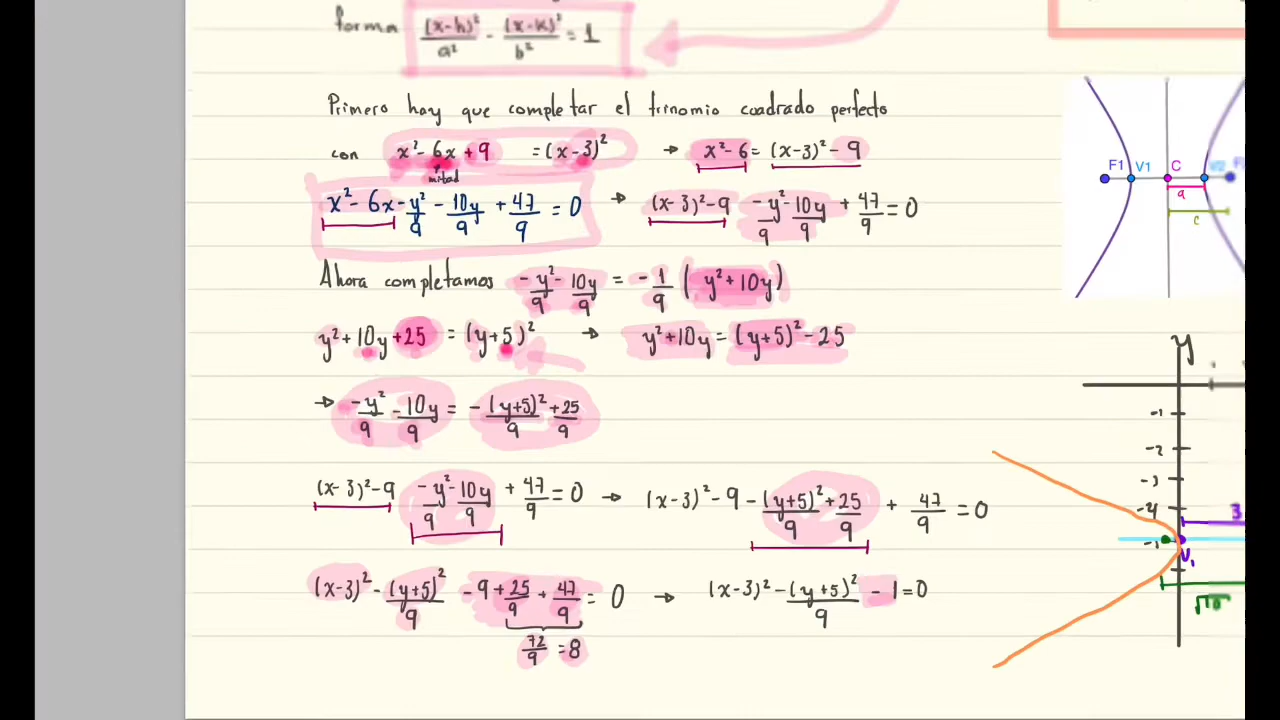 forma (x-h)²/a² - (x-k)²/b² = 1
Primero hay que completar el trinomio cuadrado perfecto
con x²- 6x + 9 = (x - 3)² → x²- 6 = (x-3)² - 9
mitad
x² - 6x - y²/9 - 10y/9 + 47/9 = 0 → (x- 3)² - 9 - y²/9 - 10y/9 + 47/9 = 0
Ahora completamos - y²/9 - 10y/9 = - 1/9 ( y² + 10y)
y² + 10y + 25 = (y + 5)² → y² + 10y = (y + 5)² - 25
→ - y²/9 - 10y/9 = - (y+5)²/9 + 25/9
(x- 3)² - 9 - y²/9 - 10y/9 + 47/9 = 0 → (x-3)² - 9 - (y+5)²/9 + 25/9 + 47/9 = 0
(x-3)² - (y+5)²/9 - 9 + 25/9 + 47/9 = 0 → (x-3)² - (y+5)²/9 - 1 = 0
72/9 = 8
F1 V1 C
a
c
y
-1
-2
-3
-4
3
V₁
√10